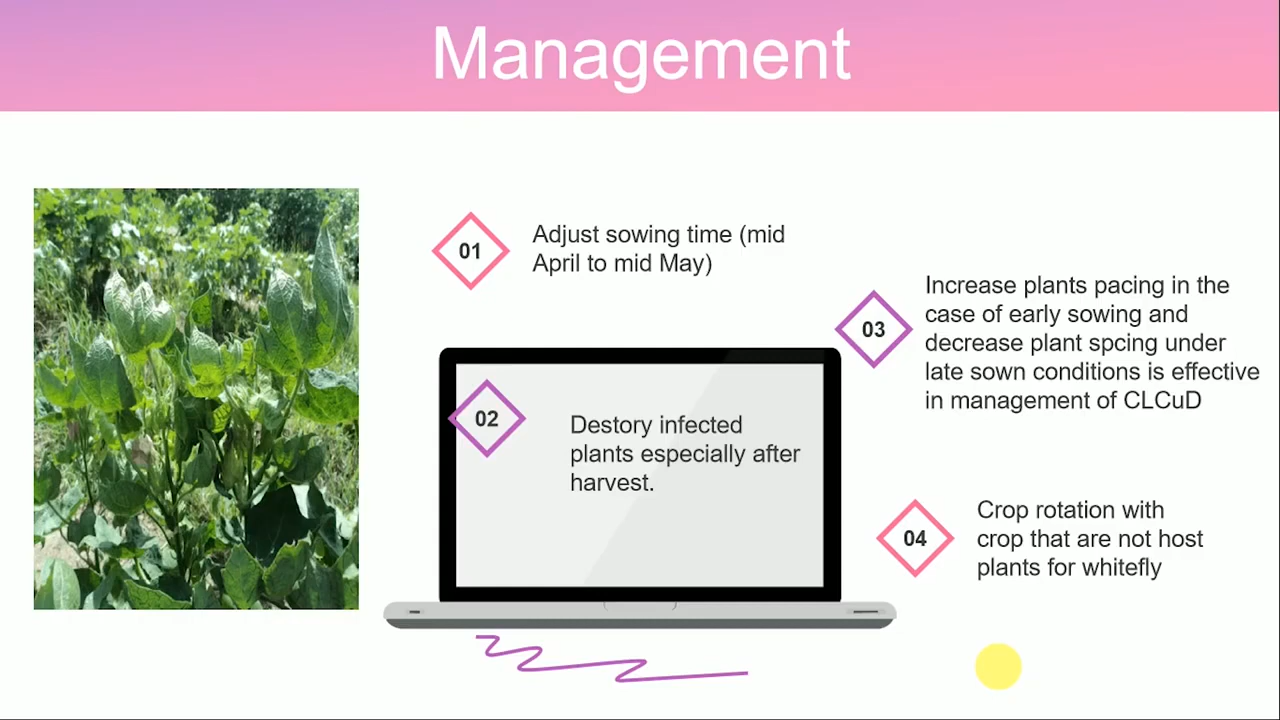 Management
01
Adjust sowing time (mid
April to mid May)
02
Destory infected
plants especially after
harvest.
03
Increase plants pacing in the
case of early sowing and
decrease plant spcing under
late sown conditions is effective
in management of CLCuD
04
Crop rotation with
crop that are not host
plants for whitefly